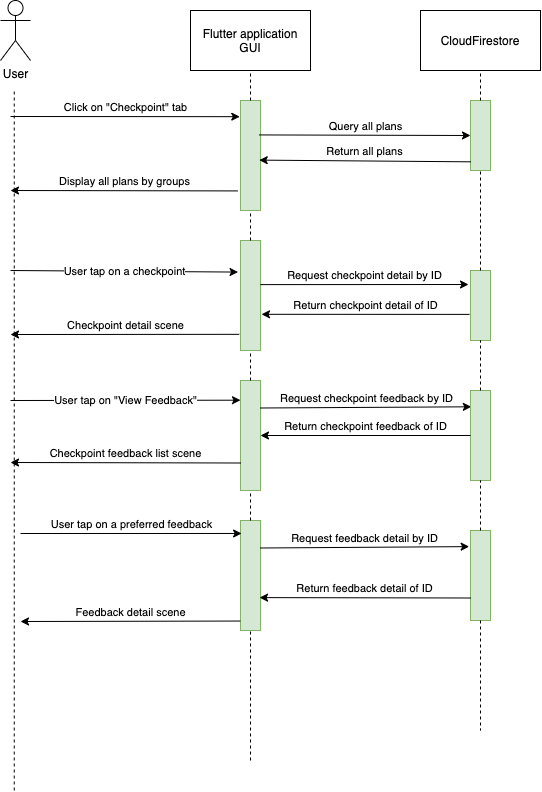 User
Flutter application
GUI
CloudFirestore
Click on "Checkpoint" tab
Query all plans
Return all plans
Display all plans by groups
User tap on a checkpoint
Request checkpoint detail by ID
Return checkpoint detail of ID
Checkpoint detail scene
User tap on "View Feedback"
Request checkpoint feedback by ID
Return checkpoint feedback of ID
Checkpoint feedback list scene
User tap on a preferred feedback
Request feedback detail by ID
Return feedback detail of ID
Feedback detail scene